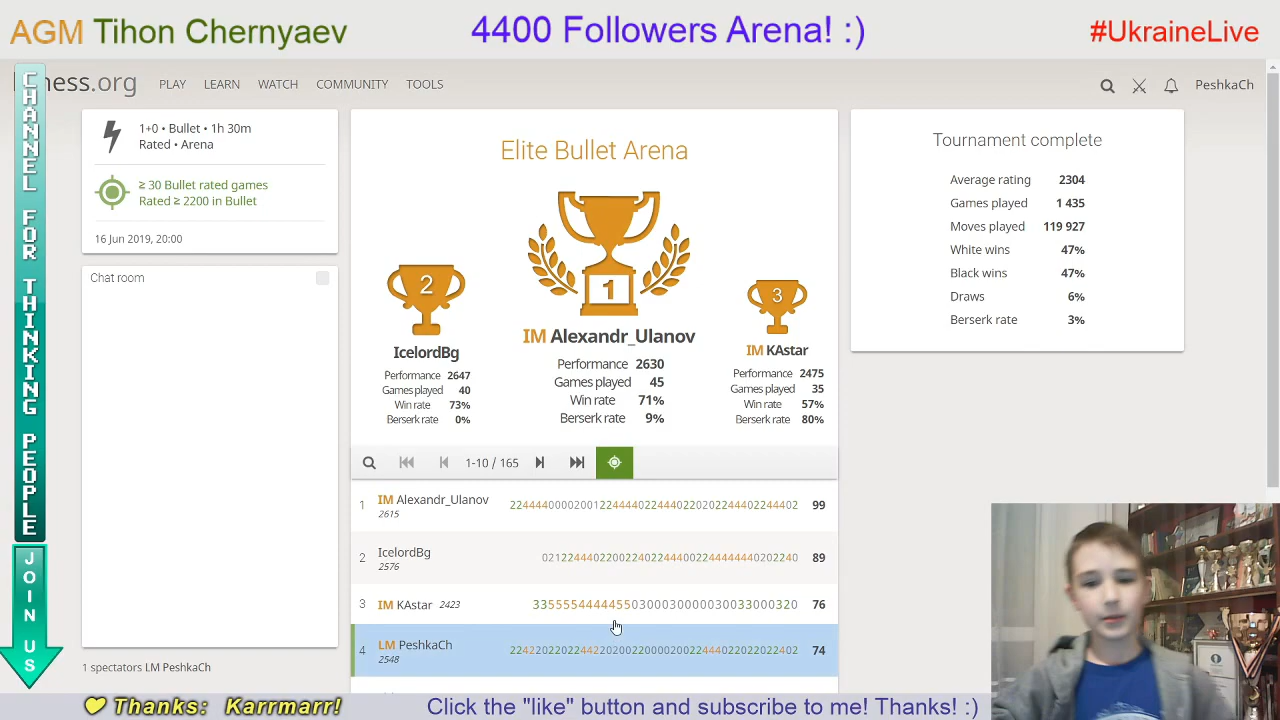 AGM Tihon Chernyaev
4400 Followers Arena! :)
#UkraineLive
CHANNEL FOR THINKING PEOPLE
JOIN US
ness.org
PLAY LEARN WATCH COMMUNITY TOOLS
PeshkaCh
1+0 • Bullet • 1h 30m
Rated • Arena
≥ 30 Bullet rated games
Rated ≥ 2200 in Bullet
16 Jun 2019, 20:00
Chat room
1 spectators LM PeshkaCh
Elite Bullet Arena
2
IcelordBg
Performance 2647
Games played 40
Win rate 73%
Berserk rate 0%
1
IM Alexandr_Ulanov
Performance 2630
Games played 45
Win rate 71%
Berserk rate 9%
3
IM KAstar
Performance 2475
Games played 35
Win rate 57%
Berserk rate 80%
1-10 / 165
1 IM Alexandr_Ulanov 2244440000200122444022444022020224440224402 99
2615
2 IcelordBg 0212244402200224022444002244444440202240 89
2576
3 IM KAstar 2423 33555544444550300030000030033000320 76
4 LM PeshkaCh 74
2548
Tournament complete
Average rating 2304
Games played 1 435
Moves played 119 927
White wins 47%
Black wins 47%
Draws 6%
Berserk rate 3%
Thanks: Karrmarr!
Click the "like" button and subscribe to me! Thanks! :)